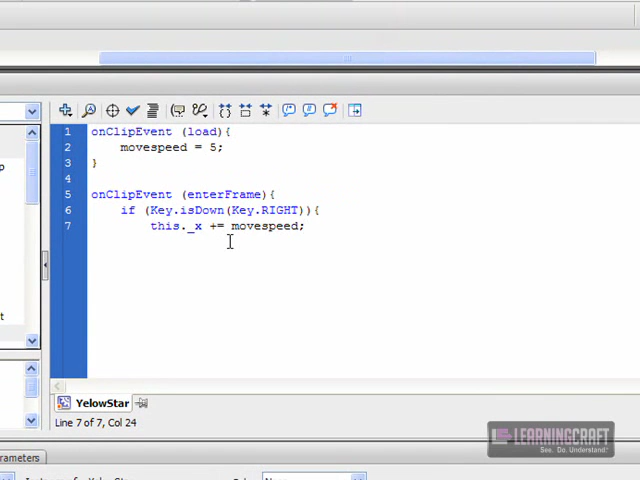 1 onClipEvent (load){
2 movespeed = 5;
3 }
4
5 onClipEvent (enterFrame){
6 if (Key.isDown(Key.RIGHT)){
7 this._x += movespeed;
YelowStar
Line 7 of 7, Col 24
LEARNINGCRAFT
See. Do. Understand.